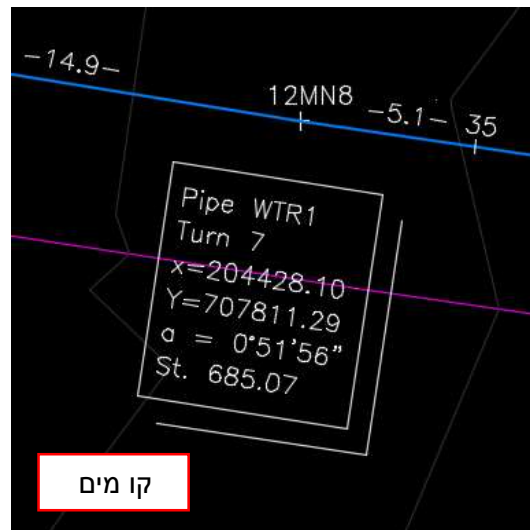 -14.9-
12MN8
-5.1- 35
Pipe WTR1
Turn 7
x=204428.10
Y=707811.29
a = 0°51'56"
St. 685.07
קו מים